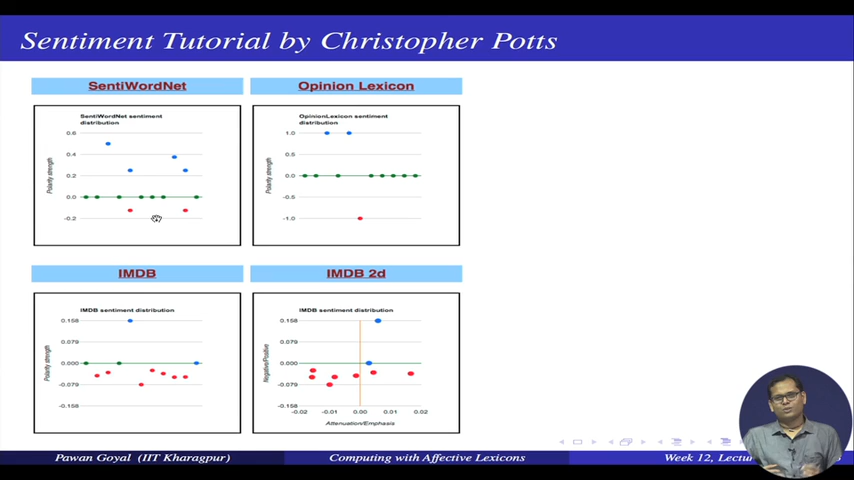 Sentiment Tutorial by Christopher Potts
SentiWordNet
SentiWordNet sentiment
distribution
0.6
0.4
0.2
0.0
-0.2
Polarity strength
Opinion Lexicon
OpinionLexicon sentiment
distribution
1.0
0.5
0.0
-0.5
-1.0
Polarity strength
IMDB
IMDB sentiment distribution
0.158
0.079
0.000
-0.079
-0.158
Polarity strength
IMDB 2d
IMDB sentiment distribution
0.158
0.079
0.000
-0.079
-0.158
Negative/Positive
-0.02 -0.01 0.00 0.01 0.02
Attenuation/Emphasis
Pawan Goyal (IIT Kharagpur) Computing with Affective Lexicons Week 12,